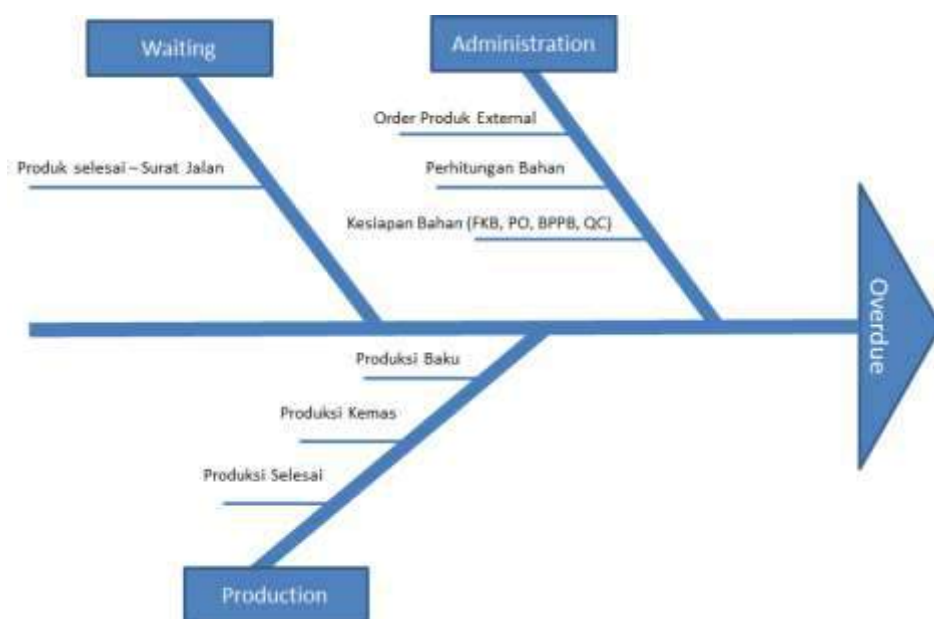 Waiting
Administration
Order Produk External
Produk selesai – Surat Jalan
Perhitungan Bahan
Kesiapan Bahan (FKB, PO, BPPB, QC)
Overdue
Produksi Baku
Produksi Kemas
Produksi Selesai
Production